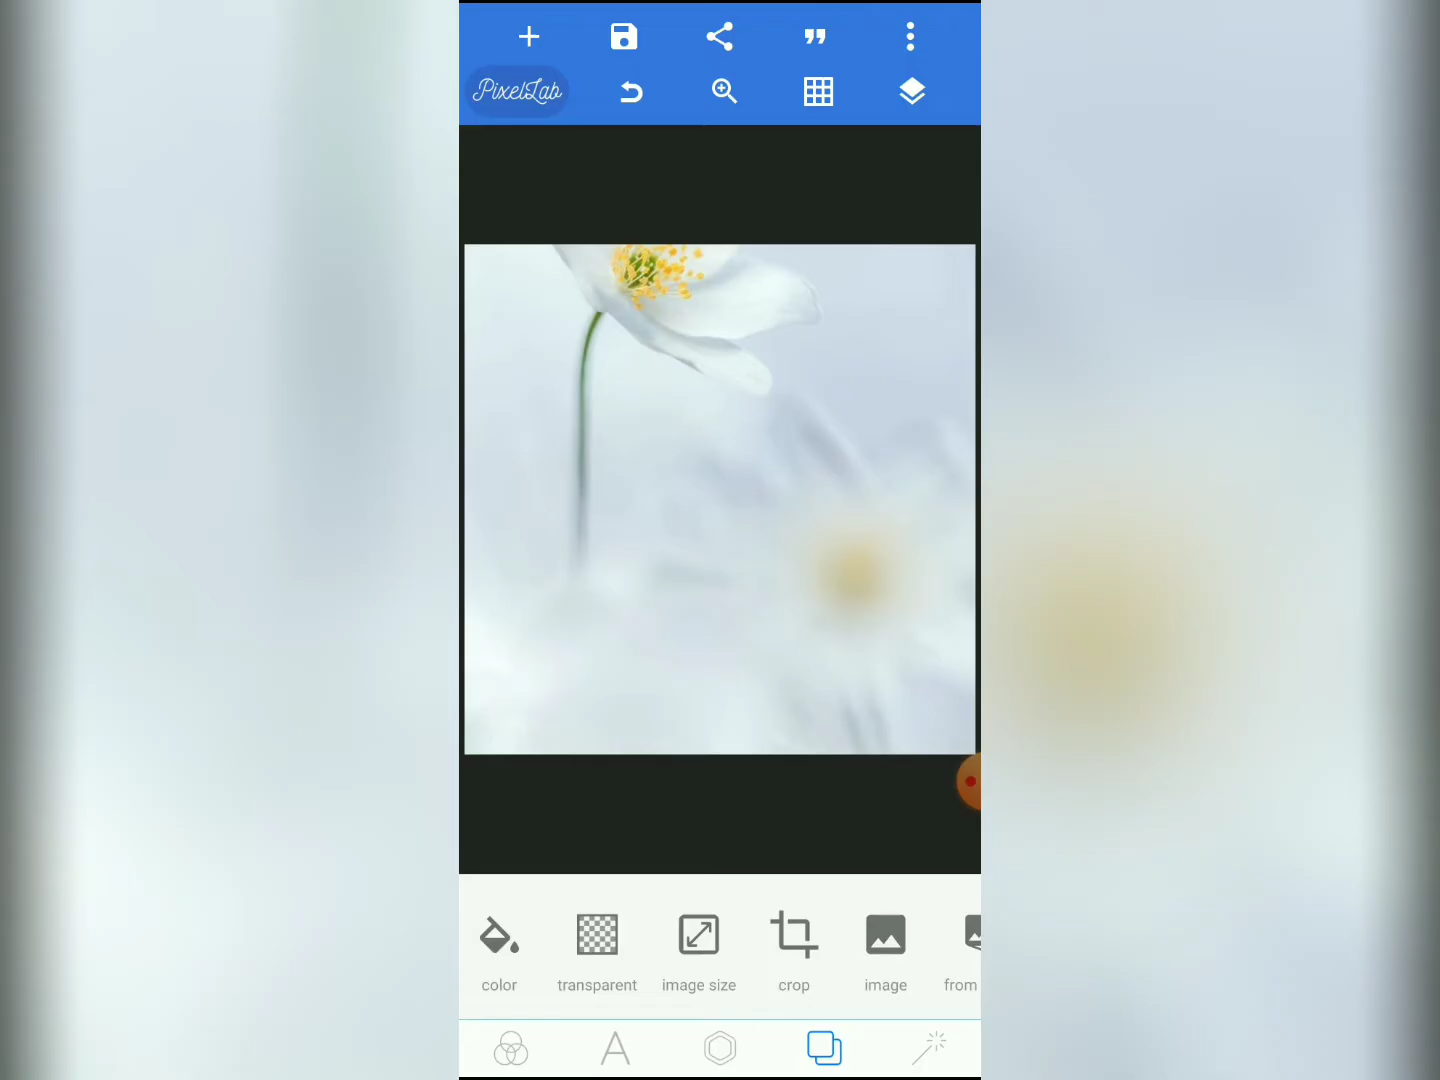 PixelLab
color
transparent
image size
crop
image
from